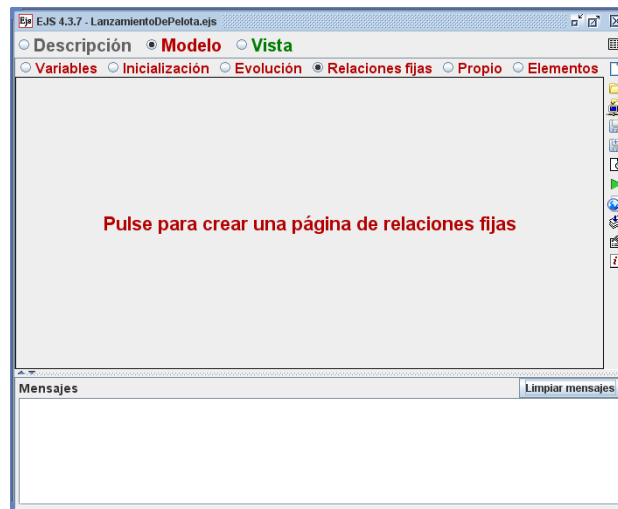 EJS 4.3.7 - LanzamientoDePelota.ejs
Descripción Modelo Vista
Variables Inicialización Evolución Relaciones fijas Propio Elementos
Pulse para crear una página de relaciones fijas
Mensajes Limpiar mensajes